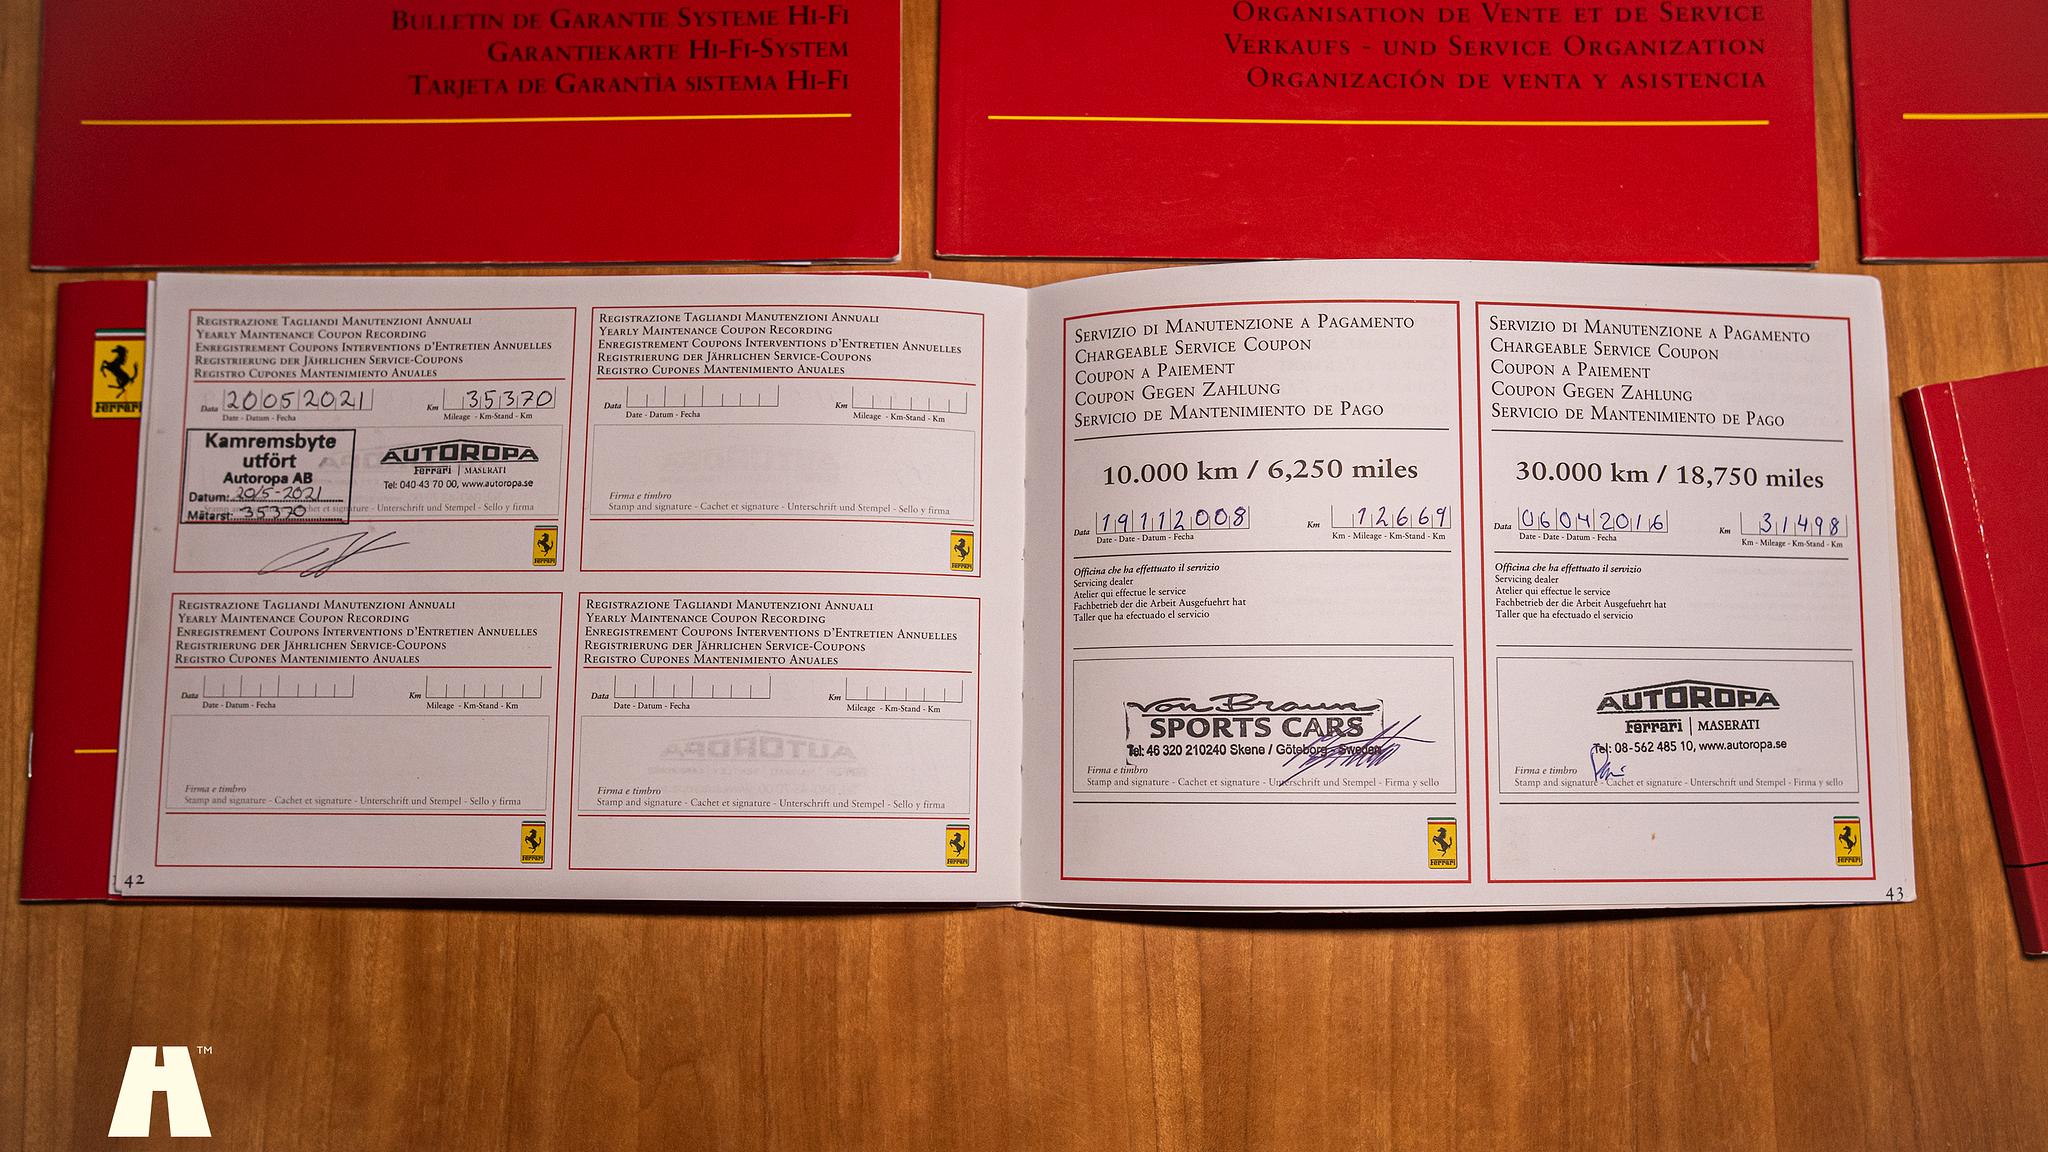 BULLETIN DE GARANTIE SYSTEME HI-FI
GARANTIEKARTE HI-FI-SYSTEM
TARJETA DE GARANTÍA SISTEMA HI-FI
ORGANISATION DE VENTE ET DE SERVICE
VERKAUFS - UND SERVICE ORGANIZATION
ORGANIZACIÓN DE VENTA Y ASISTENCIA
Ferrari
REGISTRAZIONE TAGLIANDI MANUTENZIONI ANNUALI
YEARLY MAINTENANCE COUPON RECORDING
ENREGISTREMENT COUPONS INTERVENTIONS D'ENTRETIEN ANNUELLES
REGISTRIERUNG DER JÄHRLICHEN SERVICE-COUPONS
REGISTRO CUPONES MANTENIMIENTO ANUALES
Data 20052021 Km 35370
Date - Datum - Fecha Mileage - Km-Stand - Km
Kamremsbyte
utfört
Autoropa AB
Datum: 20/5-2021
Mätarst: 35370
AUTOROPA
Ferrari | MASERATI
Tel: 040-43 70 00, www.autoropa.se
Stamp and signature - Cachet et signature - Unterschrift und Stempel - Sello y firma
Ferrari
REGISTRAZIONE TAGLIANDI MANUTENZIONI ANNUALI
YEARLY MAINTENANCE COUPON RECORDING
ENREGISTREMENT COUPONS INTERVENTIONS D'ENTRETIEN ANNUELLES
REGISTRIERUNG DER JÄHRLICHEN SERVICE-COUPONS
REGISTRO CUPONES MANTENIMIENTO ANUALES
Data Km
Date - Datum - Fecha Mileage - Km-Stand - Km
Firma e timbro
Stamp and signature - Cachet et signature - Unterschrift und Stempel - Sello y firma
Ferrari
REGISTRAZIONE TAGLIANDI MANUTENZIONI ANNUALI
YEARLY MAINTENANCE COUPON RECORDING
ENREGISTREMENT COUPONS INTERVENTIONS D'ENTRETIEN ANNUELLES
REGISTRIERUNG DER JÄHRLICHEN SERVICE-COUPONS
REGISTRO CUPONES MANTENIMIENTO ANUALES
Data Km
Date - Datum - Fecha Mileage - Km-Stand - Km
Firma e timbro
Stamp and signature - Cachet et signature - Unterschrift und Stempel - Sello y firma
Ferrari
REGISTRAZIONE TAGLIANDI MANUTENZIONI ANNUALI
YEARLY MAINTENANCE COUPON RECORDING
ENREGISTREMENT COUPONS INTERVENTIONS D'ENTRETIEN ANNUELLES
REGISTRIERUNG DER JÄHRLICHEN SERVICE-COUPONS
REGISTRO CUPONES MANTENIMIENTO ANUALES
Data Km
Date - Datum - Fecha Mileage - Km-Stand - Km
Firma e timbro
Stamp and signature - Cachet et signature - Unterschrift und Stempel - Sello y firma
Ferrari
42
SERVIZIO DI MANUTENZIONE A PAGAMENTO
CHARGEABLE SERVICE COUPON
COUPON A PAIEMENT
COUPON GEGEN ZAHLUNG
SERVICIO DE MANTENIMIENTO DE PAGO
10.000 km / 6,250 miles
Data 19112008 Km 12669
Date - Date - Datum - Fecha Km - Mileage - Km-Stand - Km
Officina che ha effettuato il servizio
Servicing dealer
Atelier qui effectue le service
Fachbetrieb der die Arbeit Ausgefuehrt hat
Taller que ha efectuado el servicio
von Braun
SPORTS CARS
Tel: 46 320 210240 Skene / Göteborg - Sweden
Firma e timbro
Stamp and signature - Cachet et signature - Unterschrift und Stempel - Firma y sello
Ferrari
SERVIZIO DI MANUTENZIONE A PAGAMENTO
CHARGEABLE SERVICE COUPON
COUPON A PAIEMENT
COUPON GEGEN ZAHLUNG
SERVICIO DE MANTENIMIENTO DE PAGO
30.000 km / 18,750 miles
Data 06042016 Km 31498
Date - Date - Datum - Fecha Km - Mileage - Km-Stand - Km
Officina che ha effettuato il servizio
Servicing dealer
Atelier qui effectue le service
Fachbetrieb der die Arbeit Ausgefuehrt hat
Taller que ha efectuado el servicio
AUTOROPA
Ferrari | MASERATI
Tel: 08-562 485 10, www.autoropa.se
Firma e timbro
Stamp and signature - Cachet et signature - Unterschrift und Stempel - Firma y sello
Ferrari
43
H™